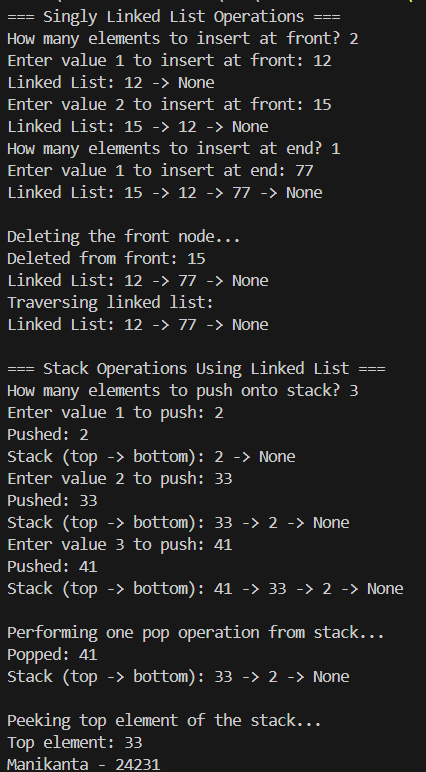 === Singly Linked List Operations ===
How many elements to insert at front? 2
Enter value 1 to insert at front: 12
Linked List: 12 -> None
Enter value 2 to insert at front: 15
Linked List: 15 -> 12 -> None
How many elements to insert at end? 1
Enter value 1 to insert at end: 77
Linked List: 15 -> 12 -> 77 -> None

Deleting the front node...
Deleted from front: 15
Linked List: 12 -> 77 -> None
Traversing linked list:
Linked List: 12 -> 77 -> None

=== Stack Operations Using Linked List ===
How many elements to push onto stack? 3
Enter value 1 to push: 2
Pushed: 2
Stack (top -> bottom): 2 -> None
Enter value 2 to push: 33
Pushed: 33
Stack (top -> bottom): 33 -> 2 -> None
Enter value 3 to push: 41
Pushed: 41
Stack (top -> bottom): 41 -> 33 -> 2 -> None

Performing one pop operation from stack...
Popped: 41
Stack (top -> bottom): 33 -> 2 -> None

Peeking top element of the stack...
Top element: 33
Manikanta - 24231